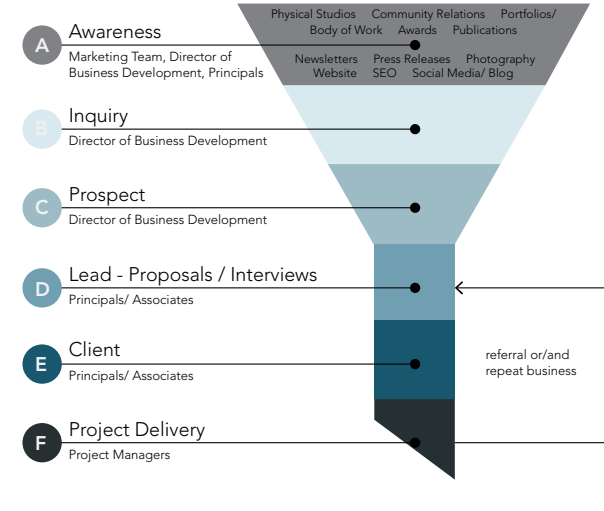 Physical Studios Community Relations Portfolios/
Body of Work Awards Publications
Newsletters Press Releases Photography
Website SEO Social Media/ Blog
A
Awareness
Marketing Team, Director of
Business Development, Principals
B
Inquiry
Director of Business Development
C
Prospect
Director of Business Development
D
Lead - Proposals / Interviews
Principals/ Associates
E
Client
Principals/ Associates
referral or/and
repeat business
F
Project Delivery
Project Managers